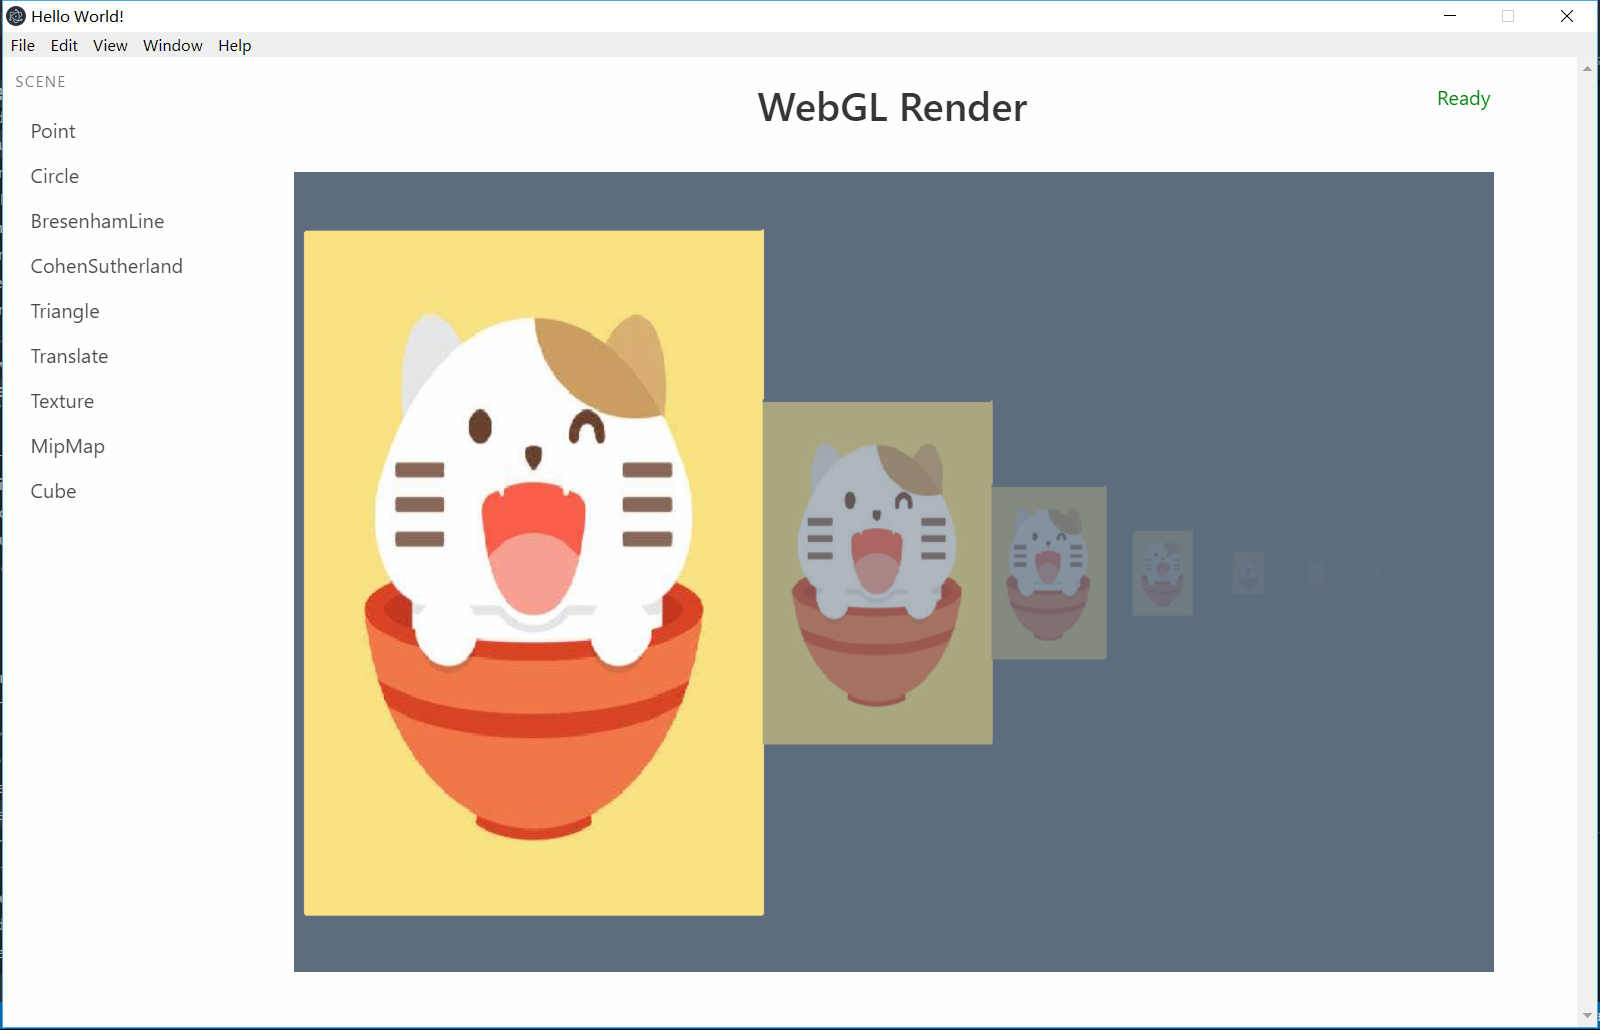 Hello World!
File Edit View Window Help
SCENE
WebGL Render
Ready
Point
Circle
BresenhamLine
CohenSutherland
Triangle
Translate
Texture
MipMap
Cube